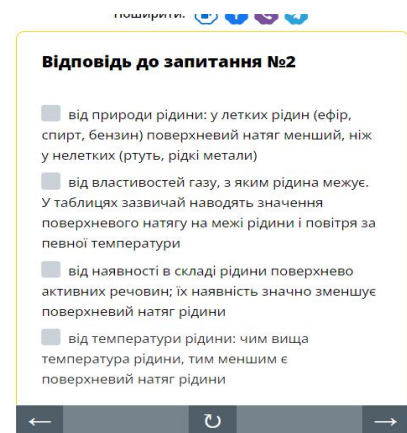 Поширити:
Відповідь до запитання №2
від природи рідини: у летких рідин (ефір,
спирт, бензин) поверхневий натяг менший, ніж
у нелетких (ртуть, рідкі метали)
від властивостей газу, з яким рідина межує.
У таблицях зазвичай наводять значення
поверхневого натягу на межі рідини і повітря за
певної температури
від наявності в складі рідини поверхнево
активних речовин; їх наявність значно зменшує
поверхневий натяг рідини
від температури рідини: чим вища
температура рідини, тим меншим є
поверхневий натяг рідини